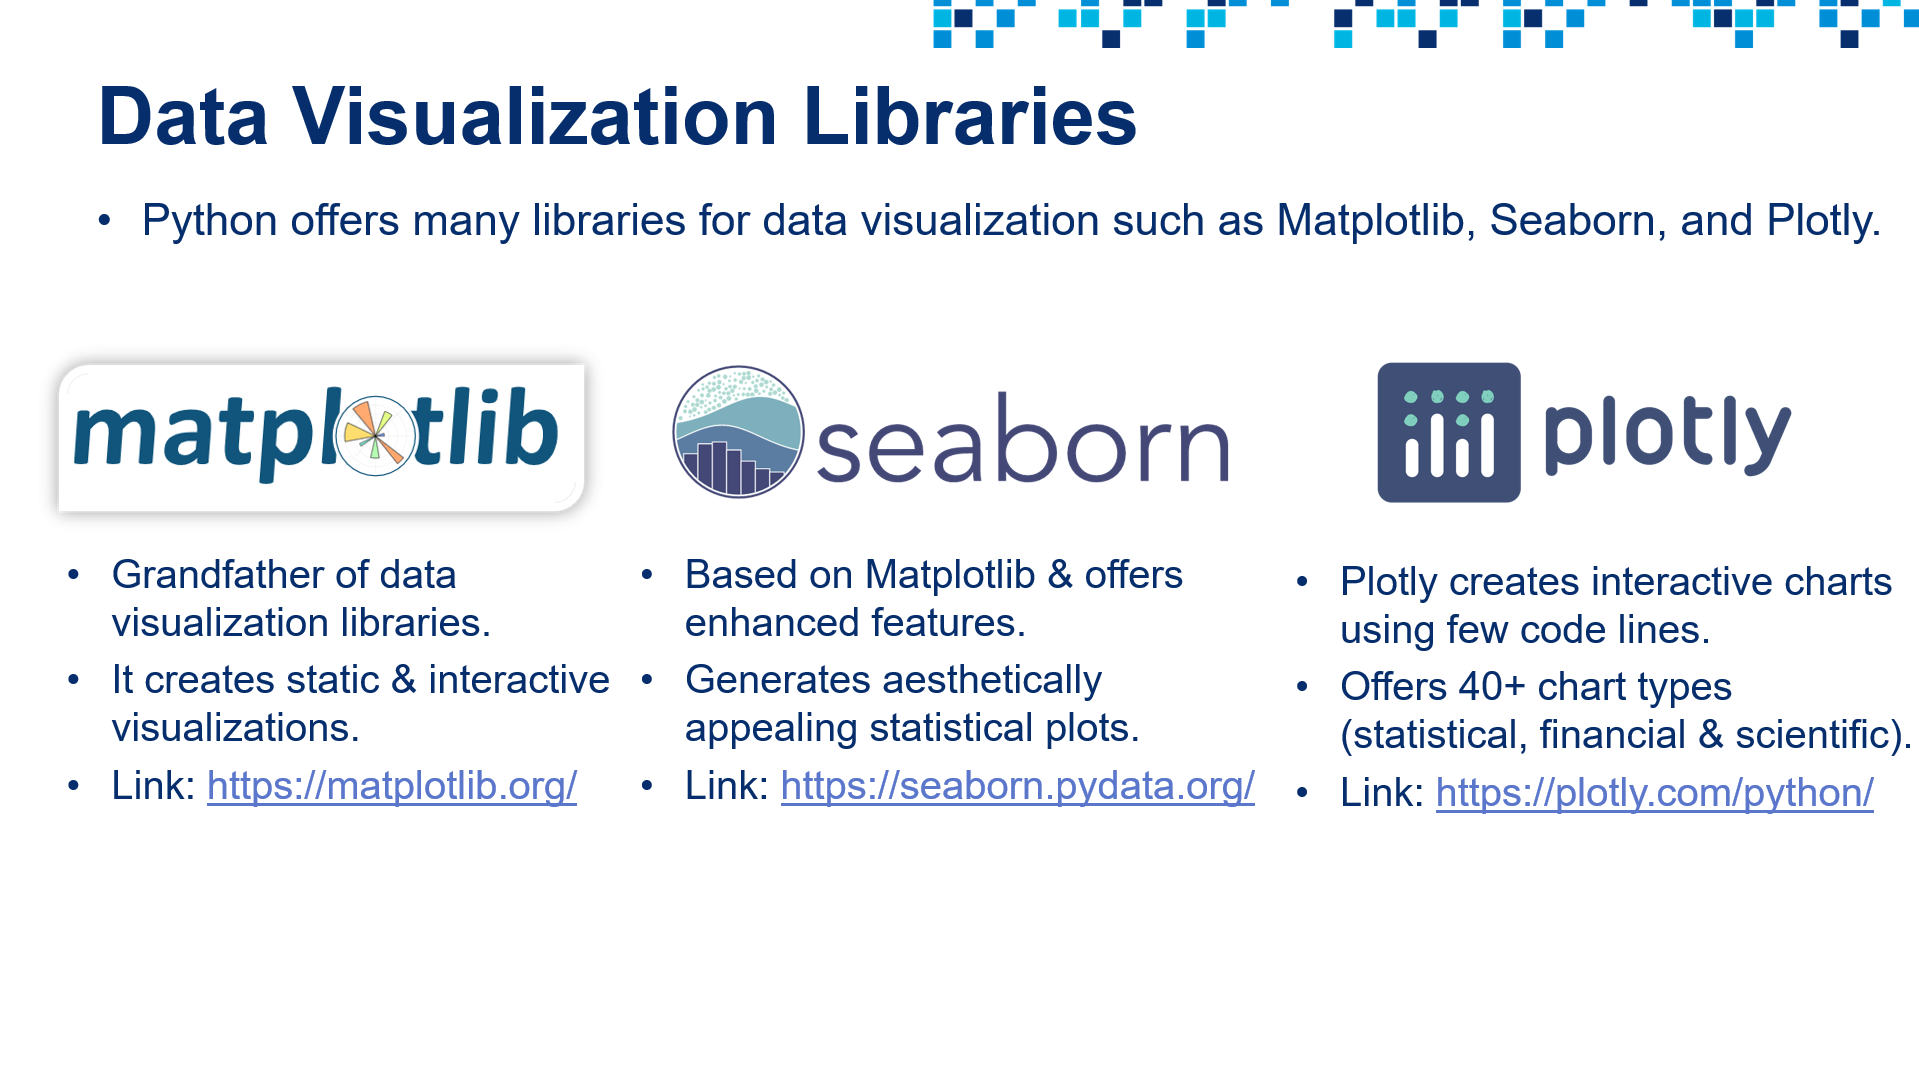 Data Visualization Libraries
• Python offers many libraries for data visualization such as Matplotlib, Seaborn, and Plotly.
matplotlib
• Grandfather of data
visualization libraries.
• It creates static & interactive
visualizations.
• Link: https://matplotlib.org/
seaborn
• Based on Matplotlib & offers
enhanced features.
• Generates aesthetically
appealing statistical plots.
• Link: https://seaborn.pydata.org/
plotly
• Plotly creates interactive charts
using few code lines.
• Offers 40+ chart types
(statistical, financial & scientific).
• Link: https://plotly.com/python/